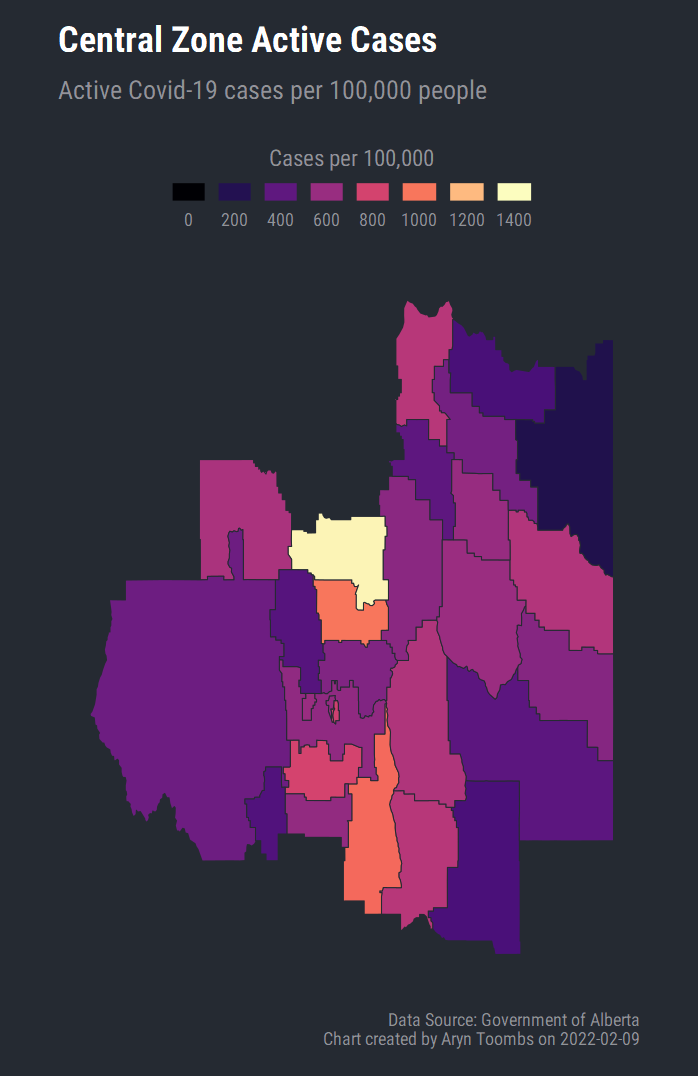 Central Zone Active Cases
Active Covid-19 cases per 100,000 people
Cases per 100,000
0 200 400 600 800 1000 1200 1400
Data Source: Government of Alberta
Chart created by Aryn Toombs on 2022-02-09